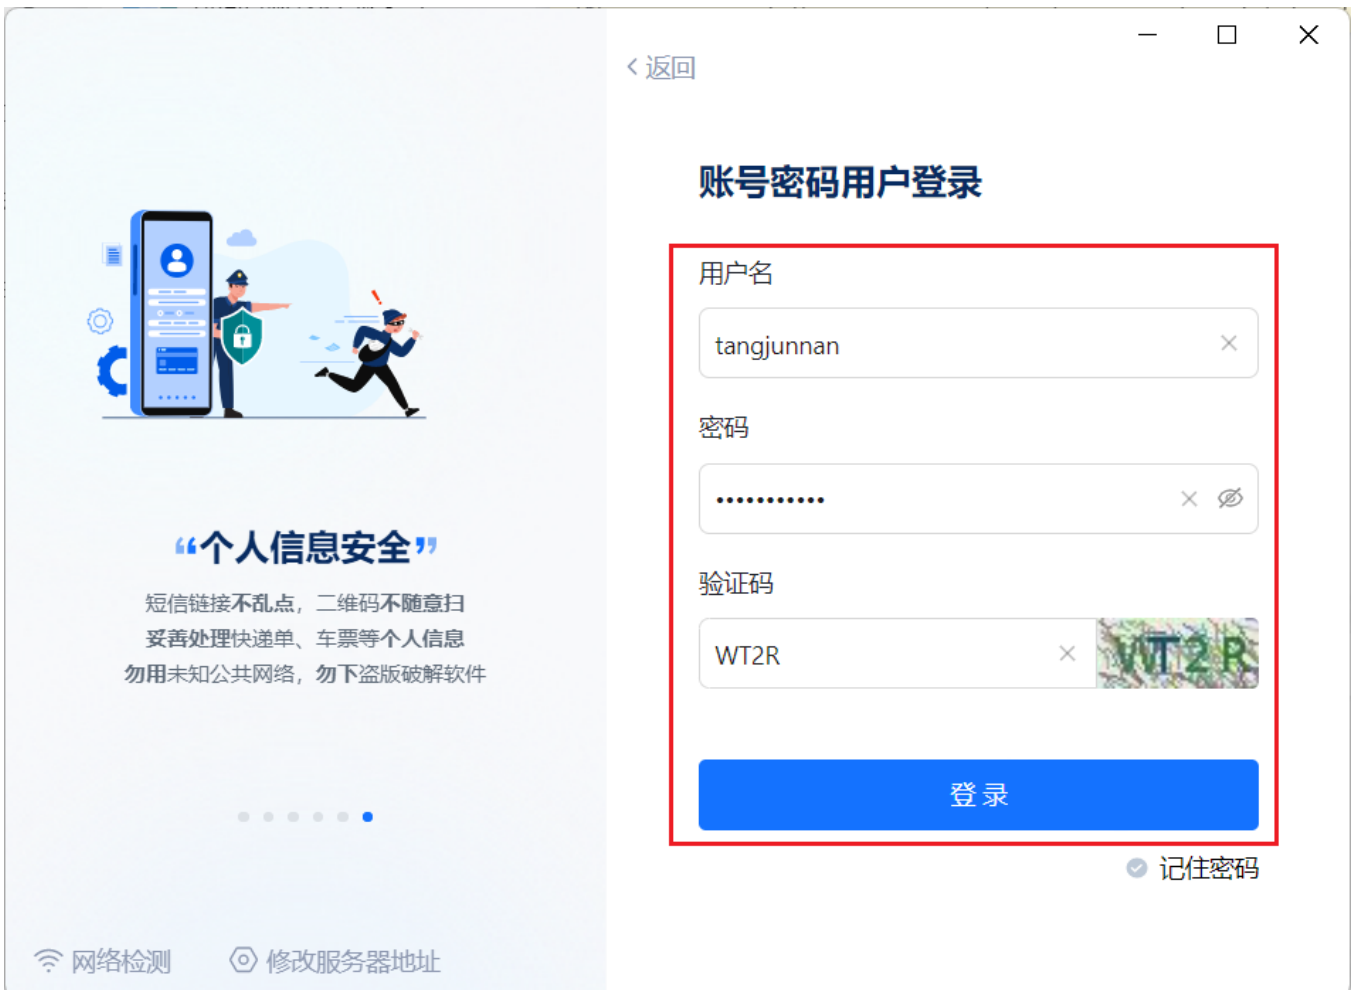 返回
账号密码用户登录
用户名
tangjunnan
密码
•••••••••••
验证码
WT2R
WT2R
登录
记住密码
“个人信息安全”
短信链接不乱点，二维码不随意扫
妥善处理快递单、车票等个人信息
勿用未知公共网络，勿下盗版破解软件
网络检测
修改服务器地址